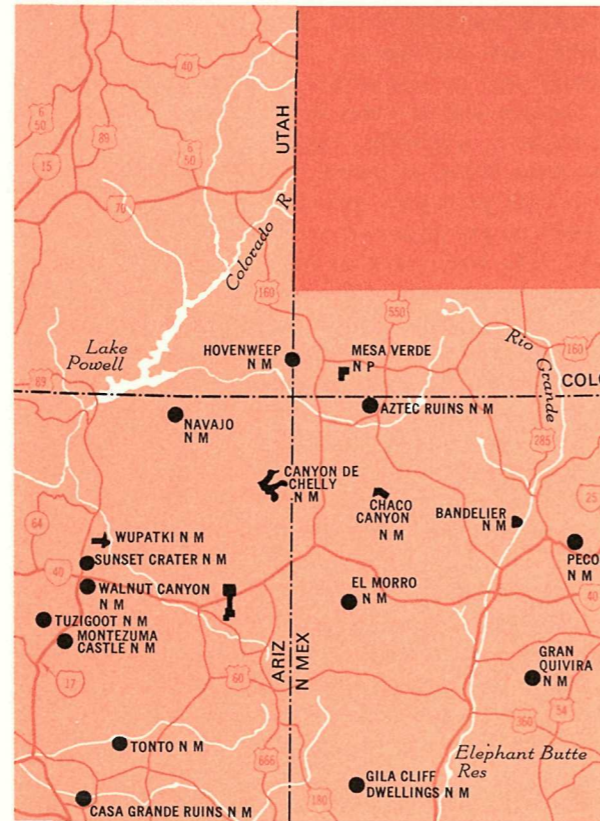 40
6
50
89
6
50
15
70
UTAH
Colorado R
160
550
Lake
Powell
HOVENWEEP
N M
MESA VERDE
N P
Rio Grande
160
89
COLO
NAVAJO
N M
AZTEC RUINS N M
285
CANYON DE
CHELLY
N M
CHACO
CANYON
N M
BANDELIER
N M
25
64
WUPATKI N M
SUNSET CRATER N M
PECO
N M
40
WALNUT CANYON
N M
EL MORRO
N M
40
TUZIGOOT N M
MONTEZUMA
CASTLE N M
ARIZ
N MEX
GRAN
QUIVIRA
N M
17
60
54
360
TONTO N M
666
Elephant Butte
Res
GILA CLIFF
DWELLINGS N M
180
CASA GRANDE RUINS N M